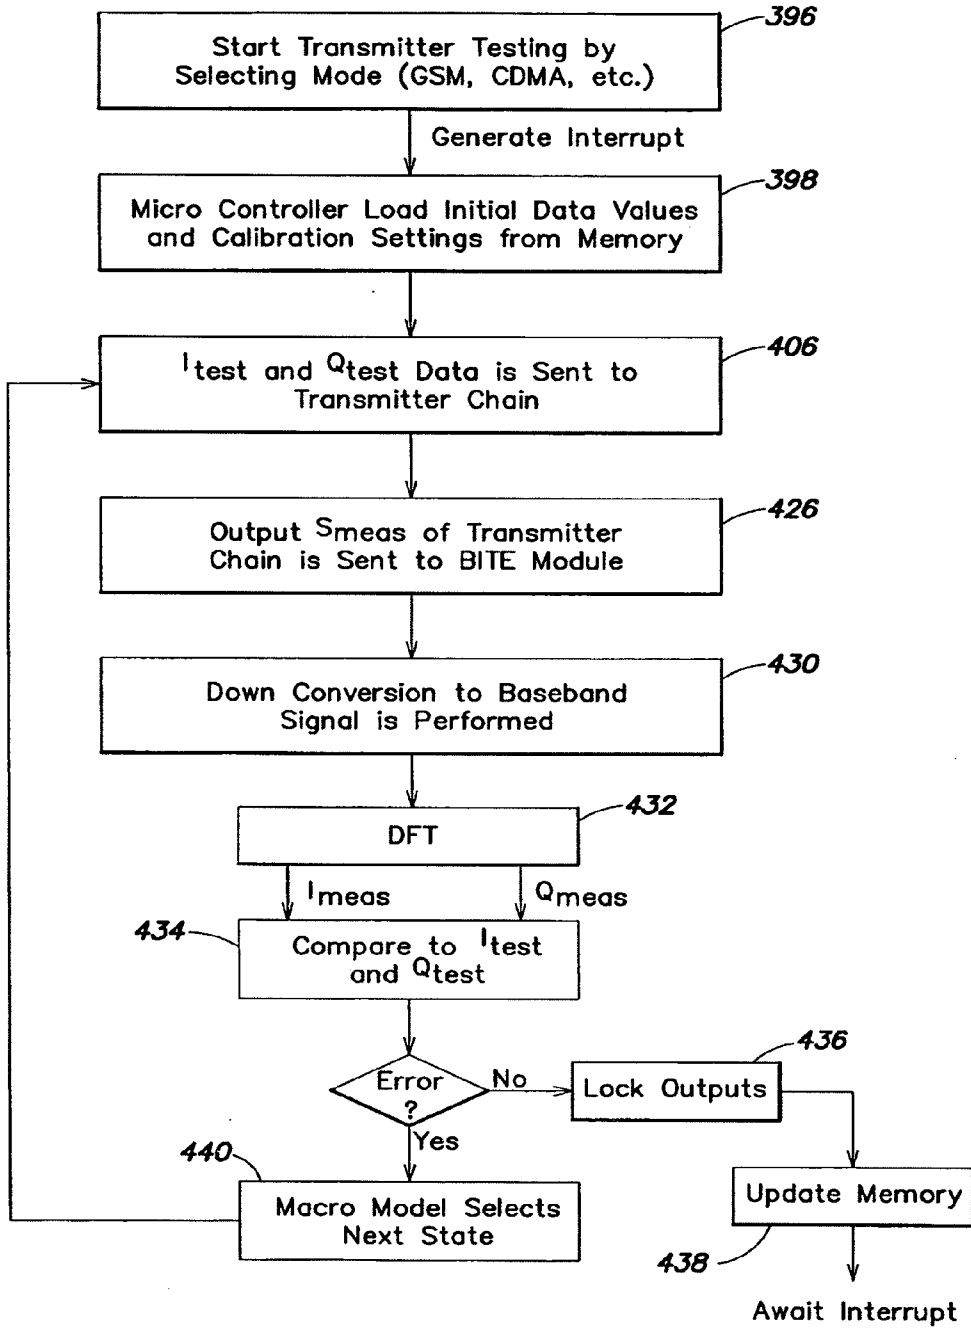 396
Start Transmitter Testing by
Selecting Mode (GSM, CDMA, etc.)
Generate Interrupt
398
Micro Controller Load Initial Data Values
and Calibration Settings from Memory
406
Itest and Qtest Data is Sent to
Transmitter Chain
426
Output Smeas of Transmitter
Chain is Sent to BITE Module
430
Down Conversion to Baseband
Signal is Performed
432
DFT
Imeas
Qmeas
434
Compare to Itest
and Qtest
Error
?
No
436
Lock Outputs
Yes
440
Macro Model Selects
Next State
Update Memory
438
Await Interrupt